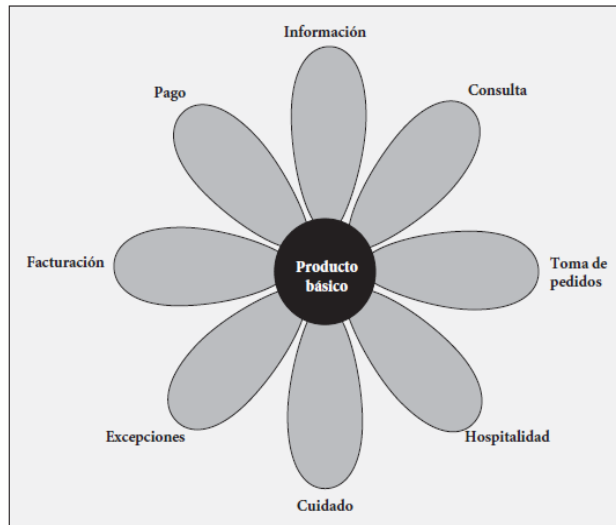 Información
Consulta
Pago
Facturación
Producto
básico
Toma de
pedidos
Excepciones
Hospitalidad
Cuidado